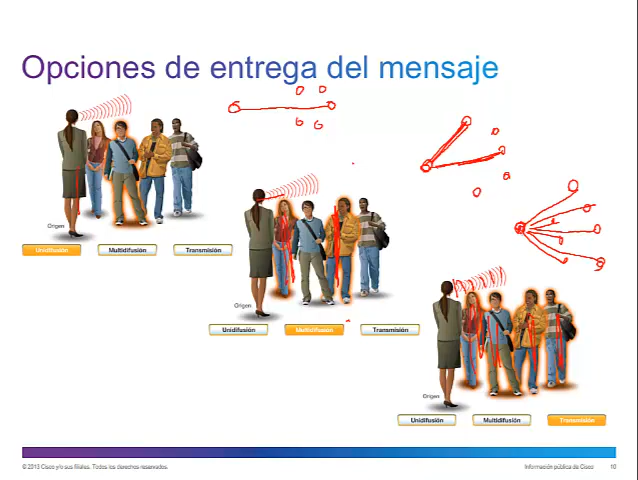 Opciones de entrega del mensaje
Origen
Unidifusión Multidifusión Transmisión
Origen
Unidifusión Multidifusión Transmisión
Origen
Unidifusión Multidifusión Transmisión
© 2013 Cisco y/o sus filiales. Todos los derechos reservados. Información pública de Cisco 10